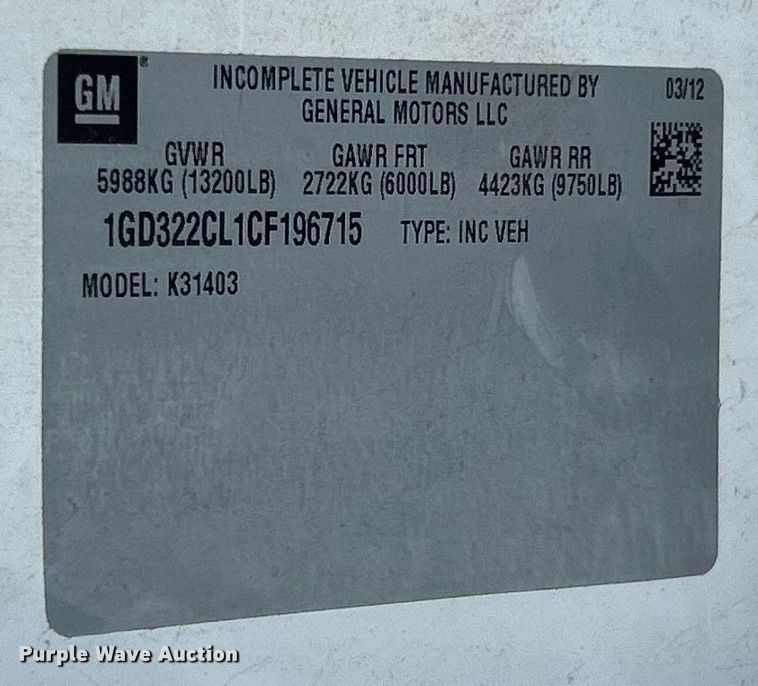 GM
INCOMPLETE VEHICLE MANUFACTURED BY
GENERAL MOTORS LLC
03/12
GVWR GAWR FRT GAWR RR
5988KG (13200LB) 2722KG (6000LB) 4423KG (9750LB)
1GD322CL1CF196715 TYPE: INC VEH
MODEL: K31403
Purple Wave Auction